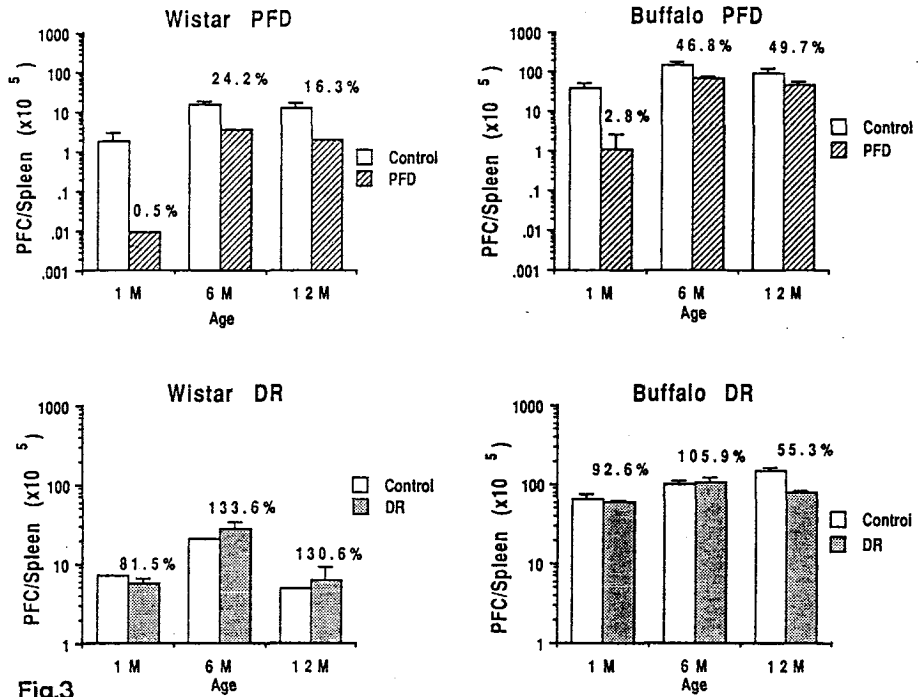 Wistar PFD
PFC/Spleen (x10 5)
1000
100
10
1
.1
.01
.001
0.5%
24.2%
16.3%
Control
PFD
1 M
6 M
12M
Age
Buffalo PFD
PFC/Spleen (x10 5)
1000
100
10
1
.1
.01
.001
2.8%
46.8%
49.7%
Control
PFD
1 M
6 M
12M
Age
Wistar DR
PFC/Spleen (x10 5)
1000
100
10
1
81.5%
133.6%
130.6%
Control
DR
1 M
6 M
12M
Age
Buffalo DR
PFC/Spleen (x10 5)
1000
100
10
1
92.6%
105.9%
55.3%
Control
DR
1 M
6 M
12M
Age
Fig.3